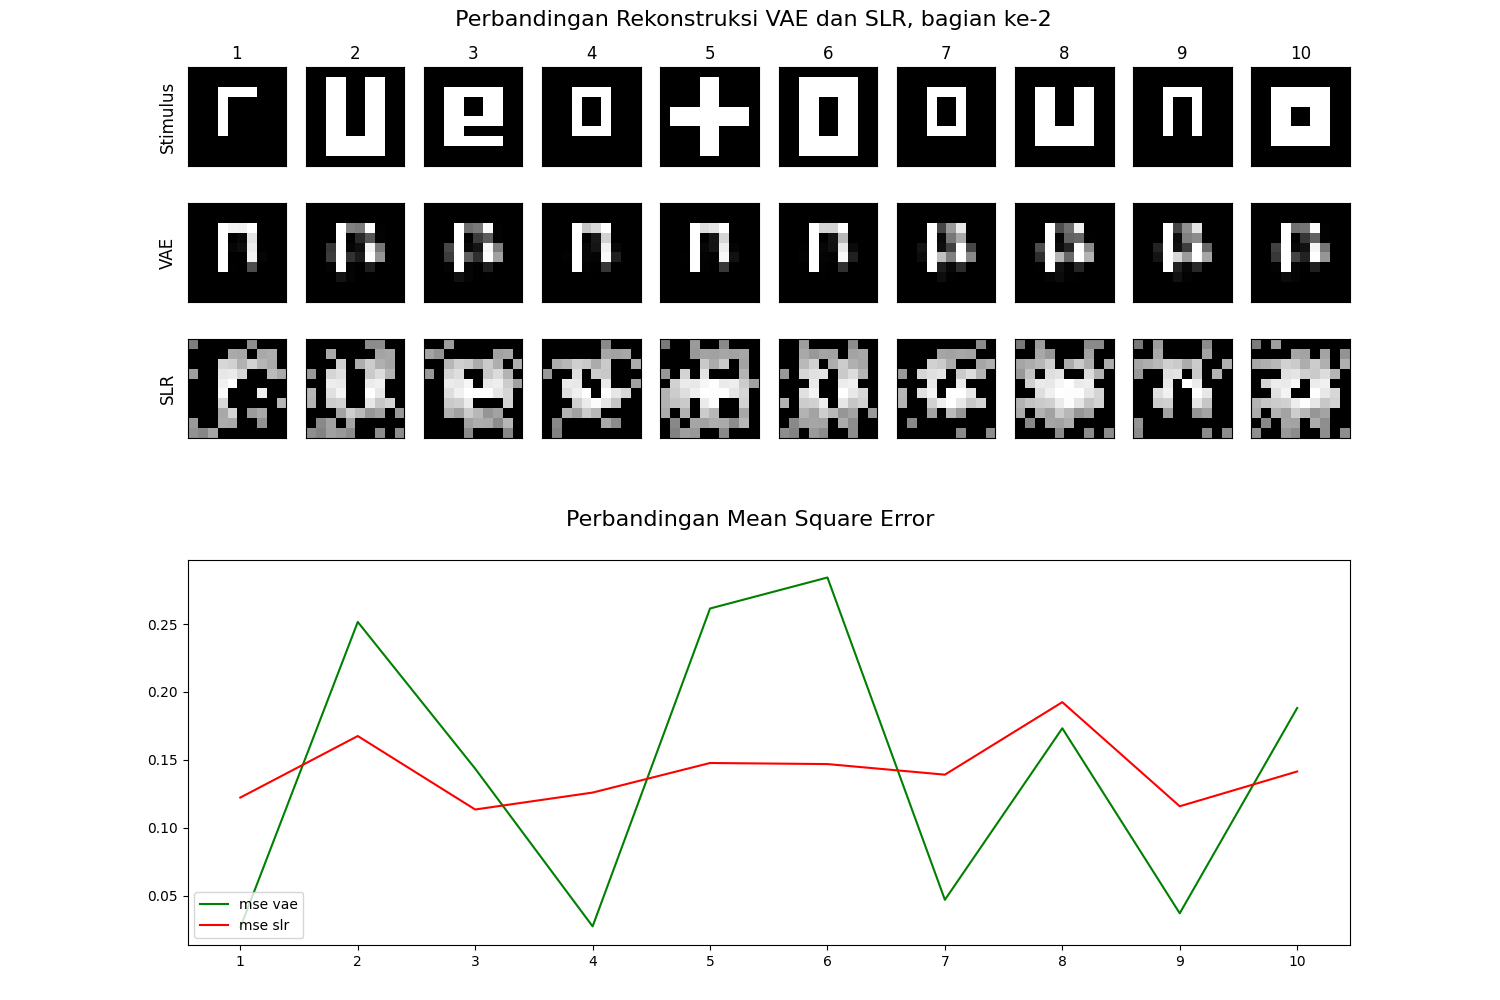 Perbandingan Rekonstruksi VAE dan SLR, bagian ke-2
1 2 3 4 5 6 7 8 9 10
Stimulus
VAE
SLR
Perbandingan Mean Square Error
0.25
0.20
0.15
0.10
0.05
mse vae
mse slr
1 2 3 4 5 6 7 8 9 10